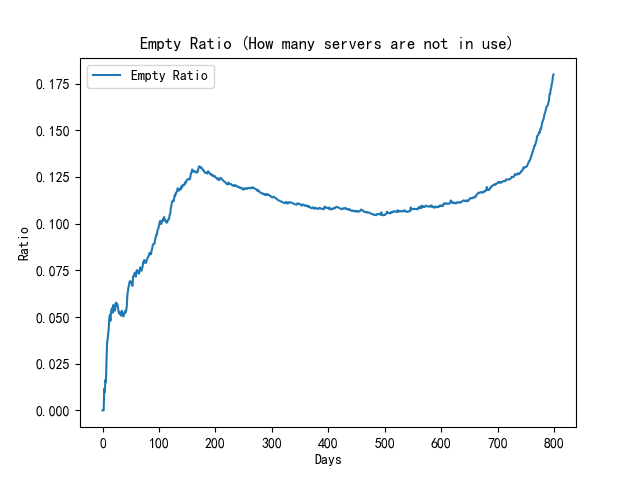 Empty Ratio (How many servers are not in use)
Empty Ratio
0.175
0.150
0.125
0.100
0.075
0.050
0.025
0.000
Ratio
0 100 200 300 400 500 600 700 800
Days